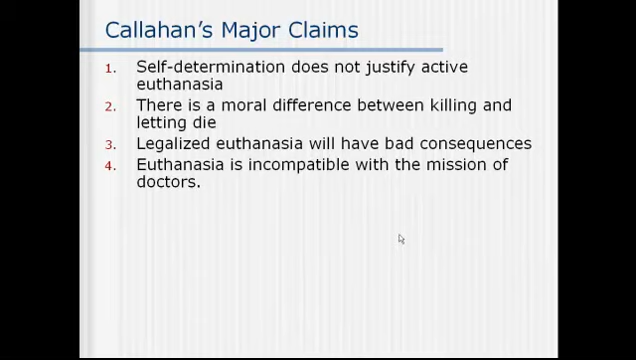 Callahan's Major Claims
1. Self-determination does not justify active
euthanasia
2. There is a moral difference between killing and
letting die
3. Legalized euthanasia will have bad consequences
4. Euthanasia is incompatible with the mission of
doctors.